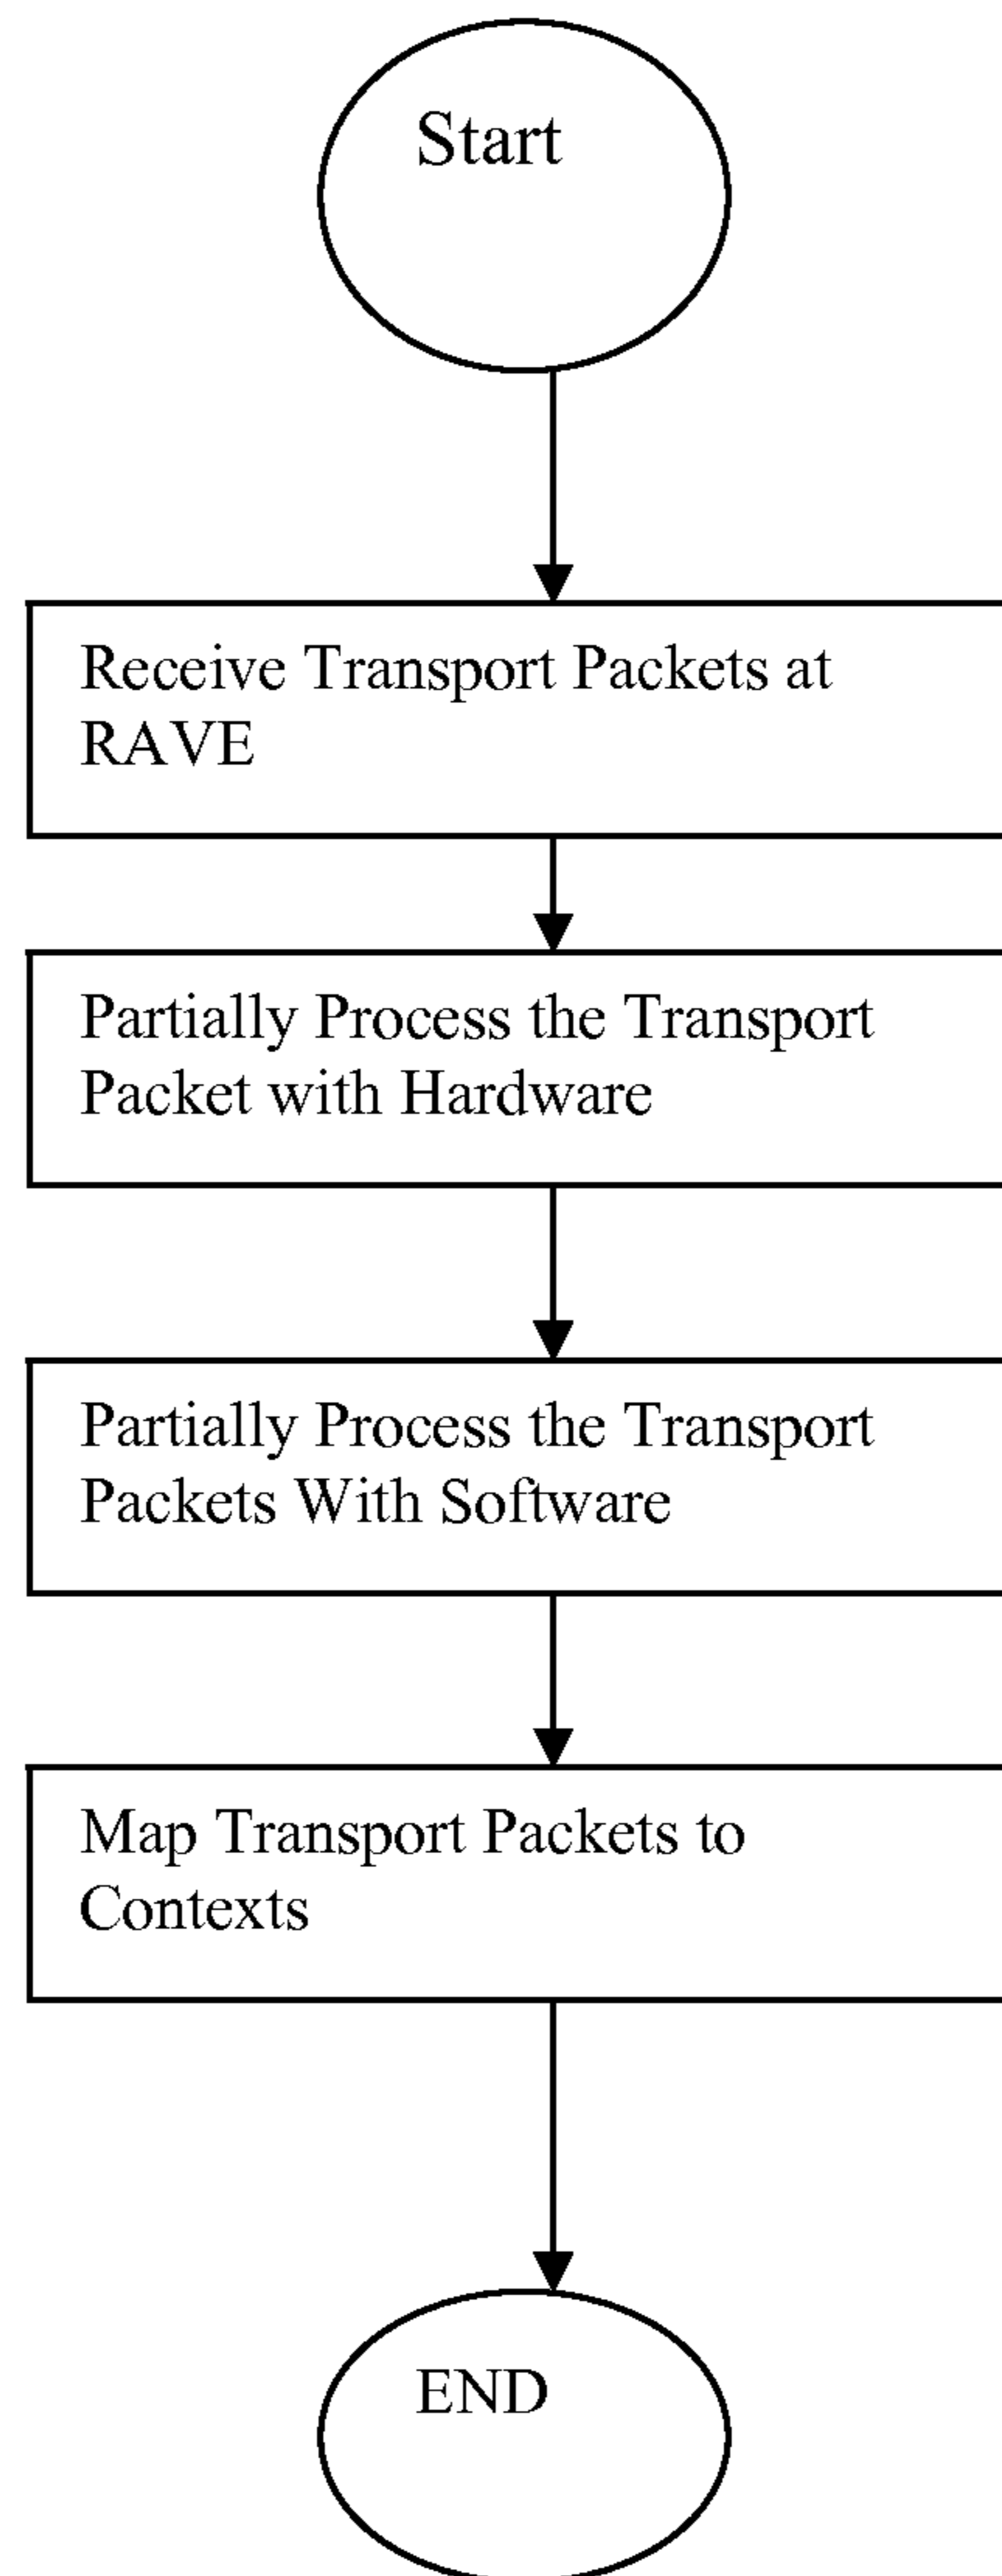 Start
Receive Transport Packets at
RAVE
Partially Process the Transport
Packet with Hardware
Partially Process the Transport
Packets With Software
Map Transport Packets to
Contexts
END